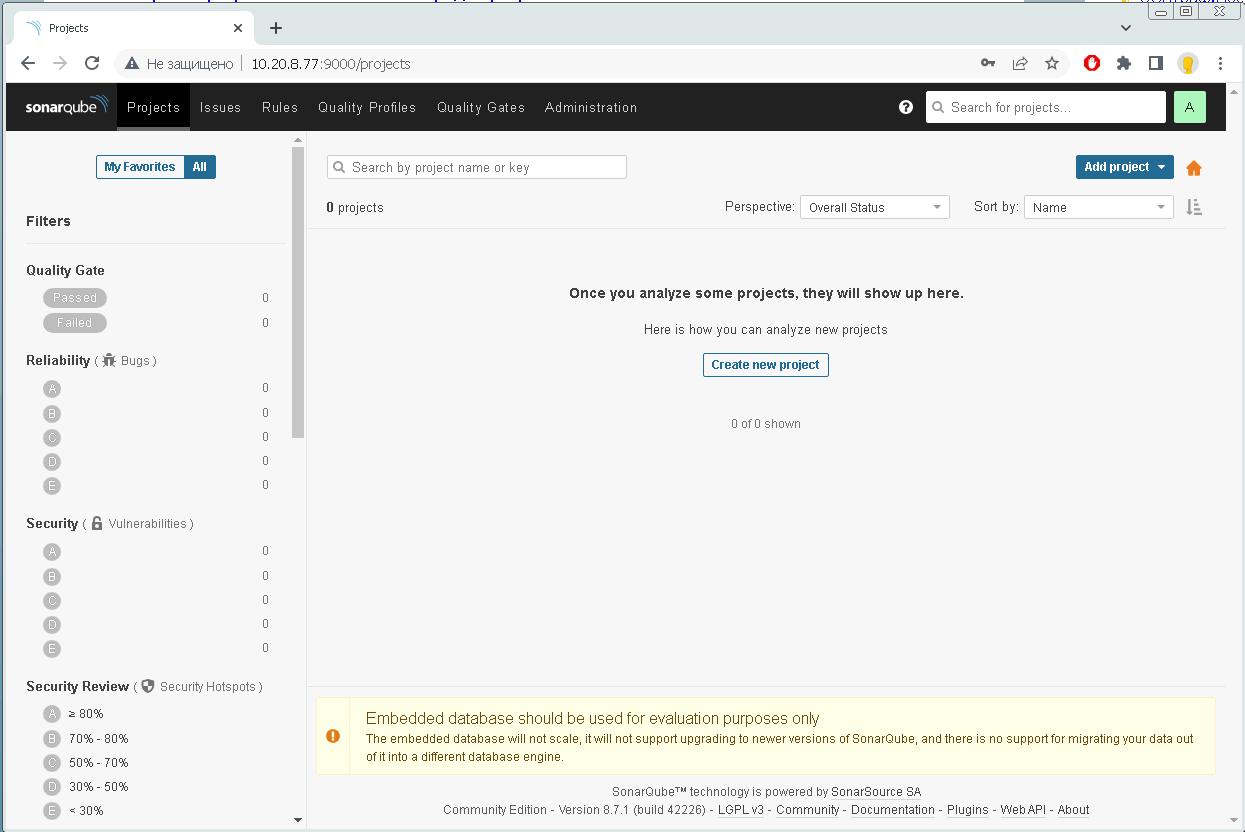 Projects
Не защищено
10.20.8.77:9000/projects
sonarqube
Projects Issues Rules Quality Profiles Quality Gates Administration
Search for projects...
A
My Favorites All
Search by project name or key
Add project
0 projects
Perspective: Overall Status
Sort by: Name
Filters
Quality Gate
Passed 0
Failed 0
Reliability ( Bugs )
A 0
B 0
C 0
D 0
E 0
Security ( Vulnerabilities )
A 0
B 0
C 0
D 0
E 0
Security Review ( Security Hotspots )
A ≥ 80%
B 70% - 80%
C 50% - 70%
D 30% - 50%
E < 30%
Once you analyze some projects, they will show up here.
Here is how you can analyze new projects
Create new project
0 of 0 shown
Embedded database should be used for evaluation purposes only
The embedded database will not scale, it will not support upgrading to newer versions of SonarQube, and there is no support for migrating your data out
of it into a different database engine.
SonarQube™ technology is powered by SonarSource SA
Community Edition - Version 8.7.1 (build 42226) - LGPL v3 - Community - Documentation - Plugins - Web API - About